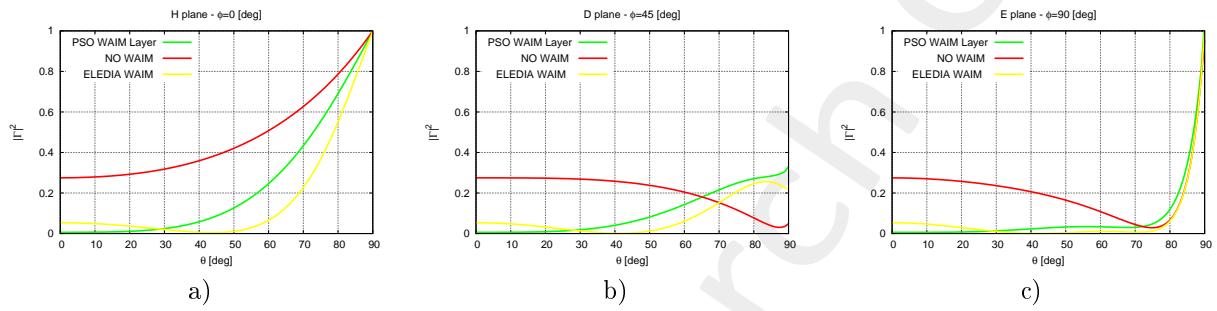 H plane - ϕ=0 [deg]
|Γ|²
1
0.8
0.6
0.4
0.2
0
PSO WAIM Layer
NO WAIM
ELEDIA WAIM
0 10 20 30 40 50 60 70 80 90
θ [deg]
a)
D plane - ϕ=45 [deg]
|Γ|²
1
0.8
0.6
0.4
0.2
0
PSO WAIM Layer
NO WAIM
ELEDIA WAIM
0 10 20 30 40 50 60 70 80 90
θ [deg]
b)
E plane - ϕ=90 [deg]
|Γ|²
1
0.8
0.6
0.4
0.2
0
PSO WAIM Layer
NO WAIM
ELEDIA WAIM
0 10 20 30 40 50 60 70 80 90
θ [deg]
c)
rch